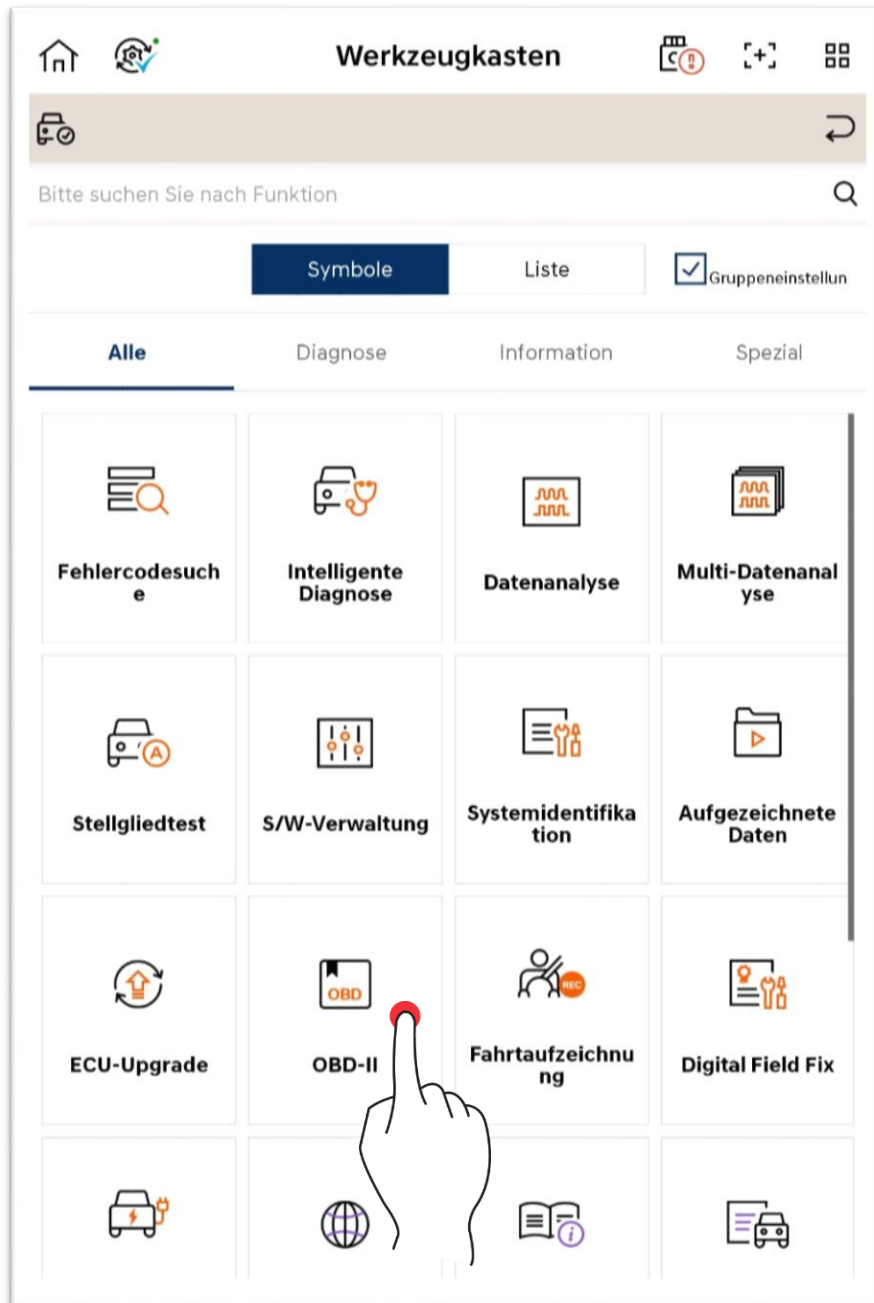 Werkzeugkasten
Bitte suchen Sie nach Funktion
Symbole
Liste
Gruppeneinstellun
Alle
Diagnose
Information
Spezial
Fehlercodesuch
e
Intelligente
Diagnose
Datenanalyse
Multi-Datenanal
yse
A
Stellgliedtest
S/W-Verwaltung
Systemidentifika
tion
Aufgezeichnete
Daten
ECU-Upgrade
OBD
OBD-II
REC
Fahrtaufzeichnu
ng
Digital Field Fix